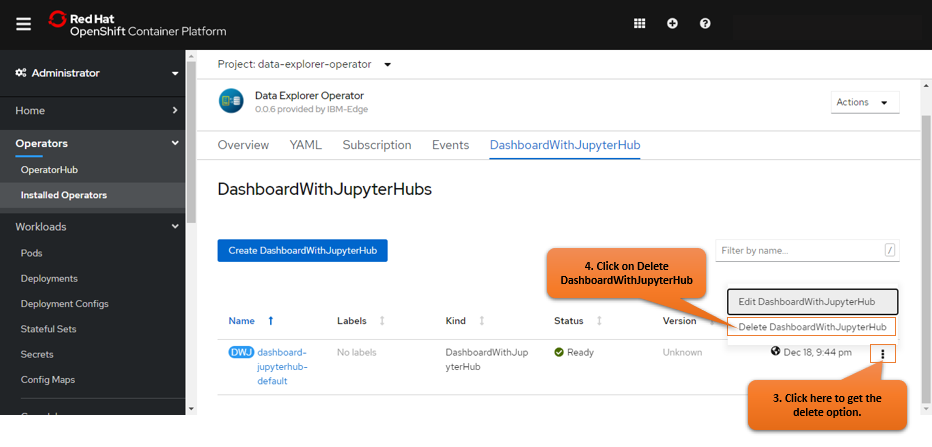 Red Hat
OpenShift Container Platform
Administrator
Home
Operators
OperatorHub
Installed Operators
Workloads
Pods
Deployments
Deployment Configs
Stateful Sets
Secrets
Config Maps
Project: data-explorer-operator
Data Explorer Operator
0.0.6 provided by IBM-Edge
Actions
Overview YAML Subscription Events DashboardWithJupyterHub
DashboardWithJupyterHubs
Create DashboardWithJupyterHub
Filter by name... /
4. Click on Delete
DashboardWithJupyterHub
Edit DashboardWithJupyterHub
Delete DashboardWithJupyterHub
Name Labels Kind Status Version
DWJ dashboard-
jupyterhub-
default
No labels
DashboardWithJup
yterHub
Ready
Unknown
Dec 18, 9:44 pm
3. Click here to get the
delete option.